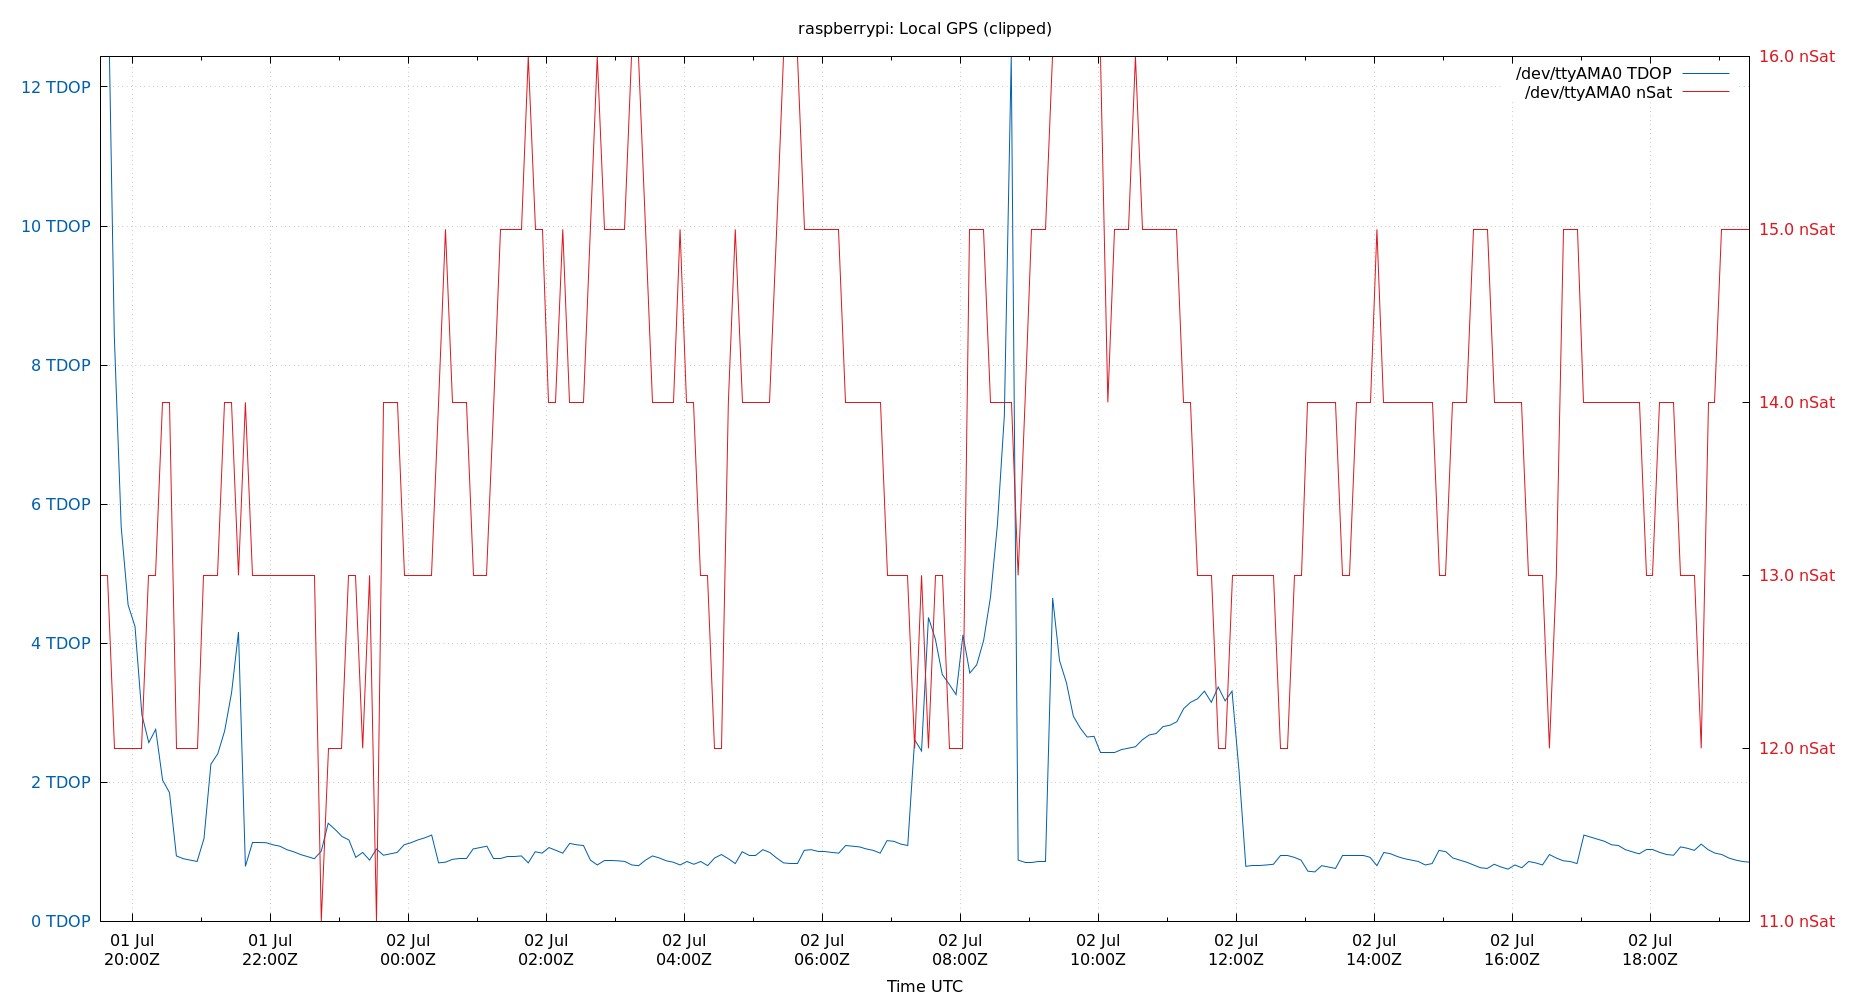 raspberrypi: Local GPS (clipped)
/dev/ttyAMA0 TDOP
/dev/ttyAMA0 nSat
12 TDOP
10 TDOP
8 TDOP
6 TDOP
4 TDOP
2 TDOP
0 TDOP
16.0 nSat
15.0 nSat
14.0 nSat
13.0 nSat
12.0 nSat
11.0 nSat
01 Jul
20:00Z
01 Jul
22:00Z
02 Jul
00:00Z
02 Jul
02:00Z
02 Jul
04:00Z
02 Jul
06:00Z
02 Jul
08:00Z
02 Jul
10:00Z
02 Jul
12:00Z
02 Jul
14:00Z
02 Jul
16:00Z
02 Jul
18:00Z
Time UTC